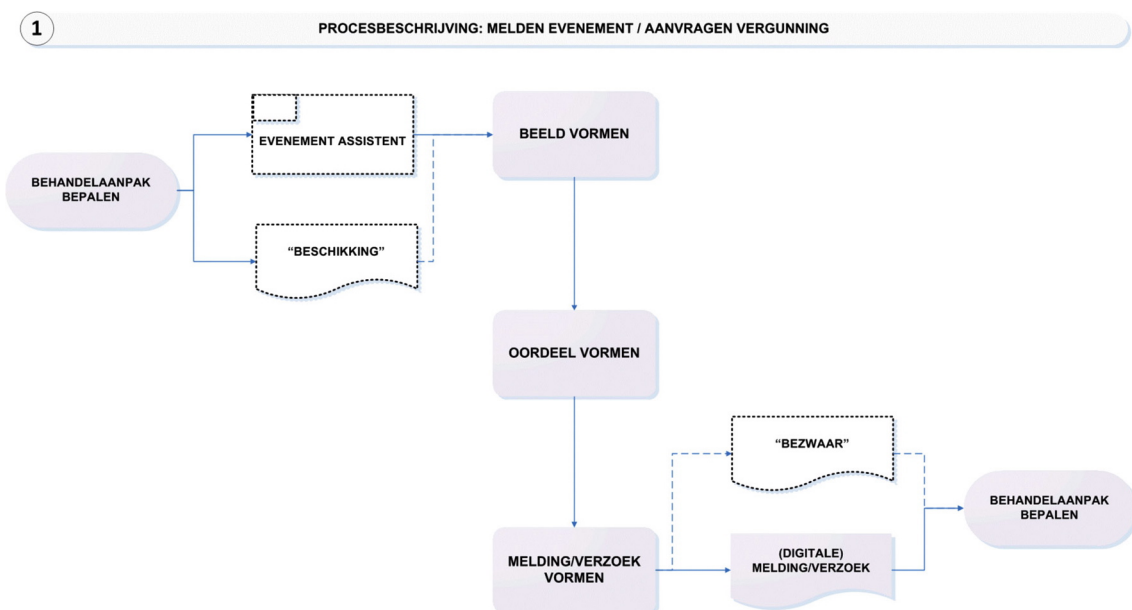 1
PROCESBESCHRIJVING: MELDEN EVENEMENT / AANVRAGEN VERGUNNING
BEHANDELAANPAK
BEPALEN
EVENEMENT ASSISTENT
“BESCHIKKING”
BEELD VORMEN
OORDEEL VORMEN
MELDING/VERZOEK
VORMEN
“BEZWAAR”
(DIGITALE)
MELDING/VERZOEK
BEHANDELAANPAK
BEPALEN